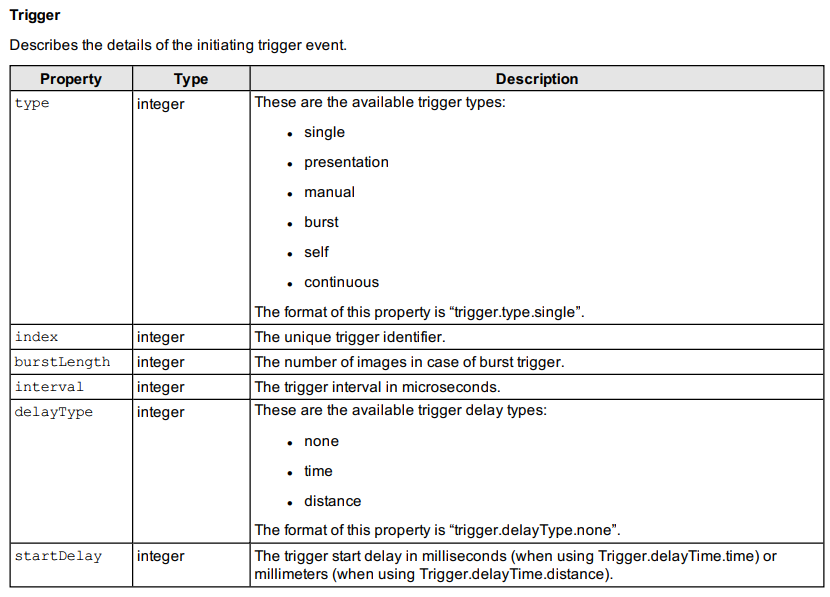 Trigger
Describes the details of the initiating trigger event.
Property Type Description
type integer These are the available trigger types:
• single
• presentation
• manual
• burst
• self
• continuous
The format of this property is “trigger.type.single”.
index integer The unique trigger identifier.
burstLength integer The number of images in case of burst trigger.
interval integer The trigger interval in microseconds.
delayType integer These are the available trigger delay types:
• none
• time
• distance
The format of this property is “trigger.delayType.none”.
startDelay integer The trigger start delay in milliseconds (when using Trigger.delayTime.time) or
millimeters (when using Trigger.delayTime.distance).